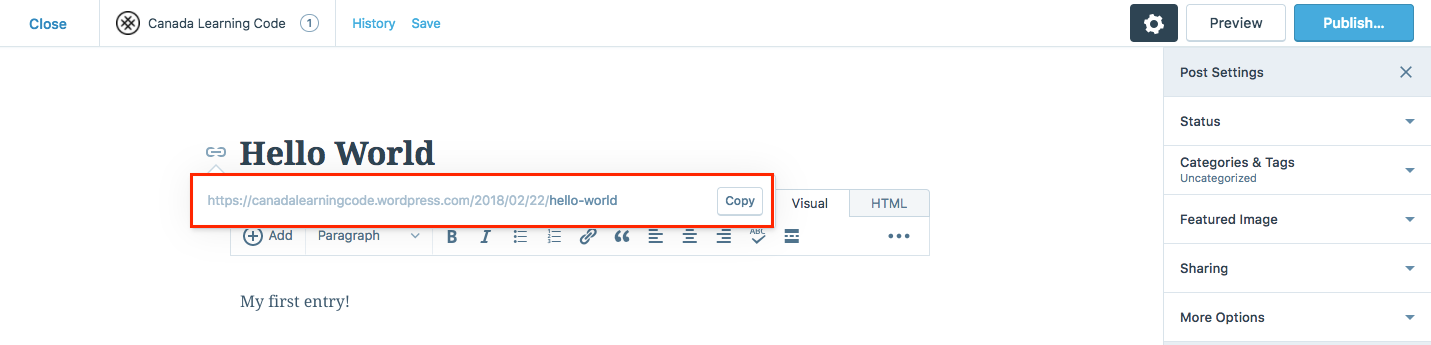 Close
Canada Learning Code 1
History Save
Preview
Publish...
Post Settings
Hello World
https://canadalearningcode.wordpress.com/2018/02/22/hello-world
Copy
Visual HTML
Add Paragraph B I ABC
My first entry!
Status
Categories & Tags
Uncategorized
Featured Image
Sharing
More Options